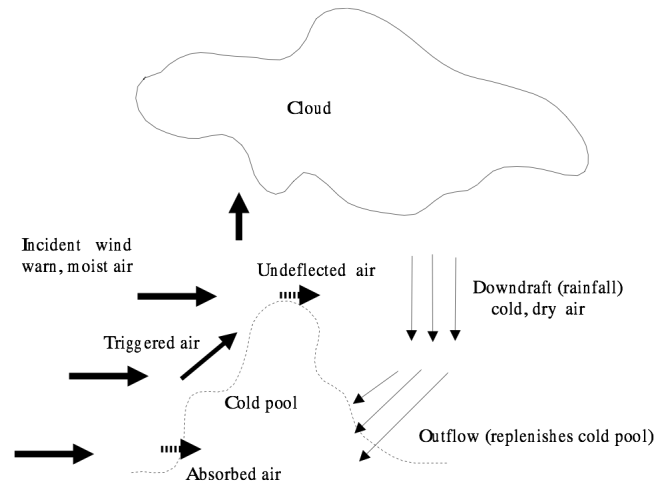 Cloud
Incident wind
warn, moist air
Undeflected air
Downdraft (rainfall)
cold, dry air
Triggered air
Cold pool
Outflow (replenishes cold pool)
Absorbed air